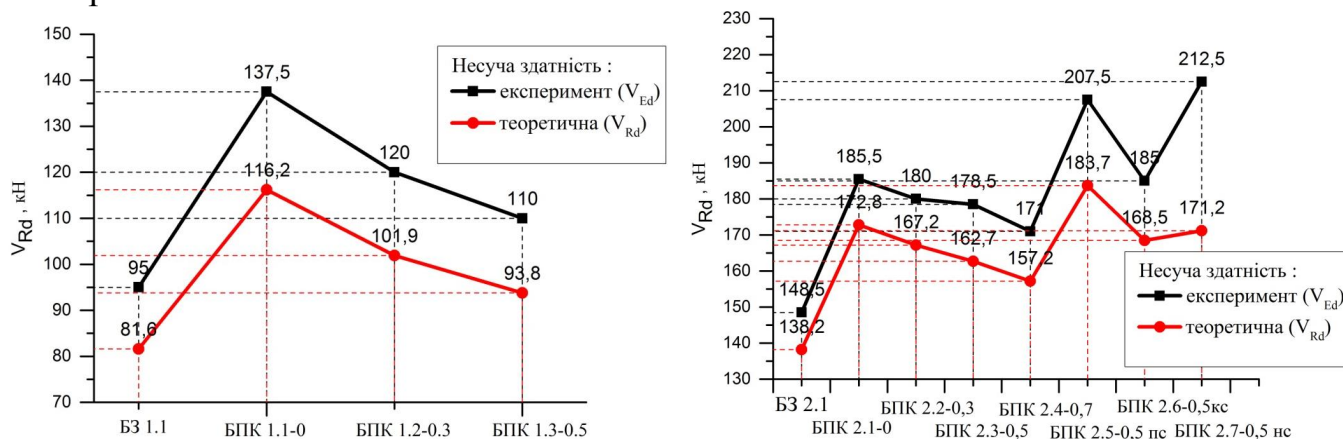 150
140
130
120
110
100
90
80
70
V_Rd , кН
137,5
120
110
95
116,2
101,9
93,8
81,6
Несуча здатність :
експеримент (V_Ed)
теоретична (V_Rd)
БЗ 1.1
БПК 1.1-0
БПК 1.2-0.3
БПК 1.3-0.5
230
220
210
200
190
180
170
160
150
140
130
V_Rd , кН
212,5
207,5
185,5
180
178,5
185
171
183,7
172,8
167,2
162,7
157,2
168,5
171,2
148,5
138,2
Несуча здатність :
експеримент (V_Ed)
теоретична (V_Rd)
БЗ 2.1
БПК 2.2-0,3
БПК 2.4-0,7
БПК 2.6-0,5кс
БПК 2.1-0
БПК 2.3-0,5
БПК 2.5-0,5 пс
БПК 2.7-0,5 нс